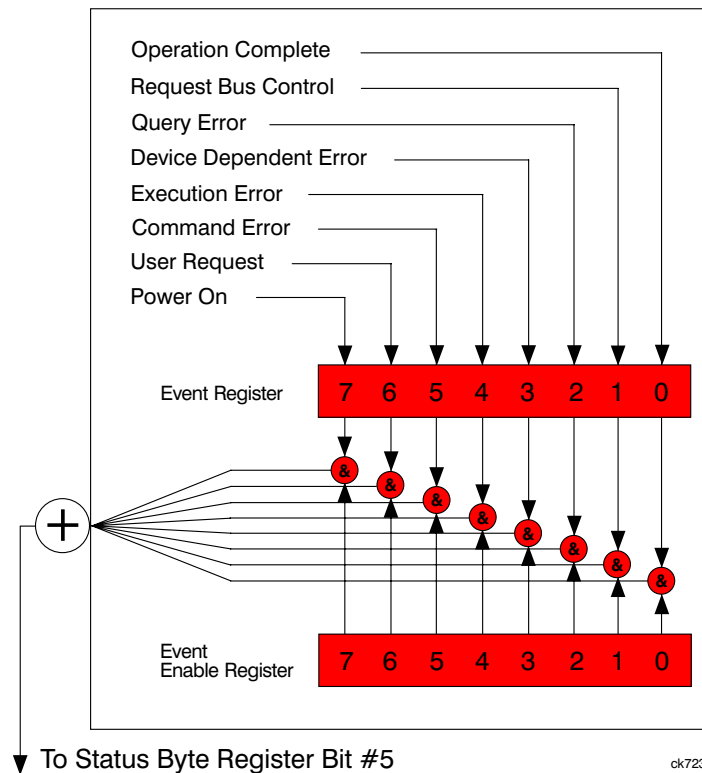 Operation Complete
Request Bus Control
Query Error
Device Dependent Error
Execution Error
Command Error
User Request
Power On
Event Register 7 6 5 4 3 2 1 0
&
&
&
&
+
&
&
&
&
Event
Enable Register 7 6 5 4 3 2 1 0
To Status Byte Register Bit #5
ck723